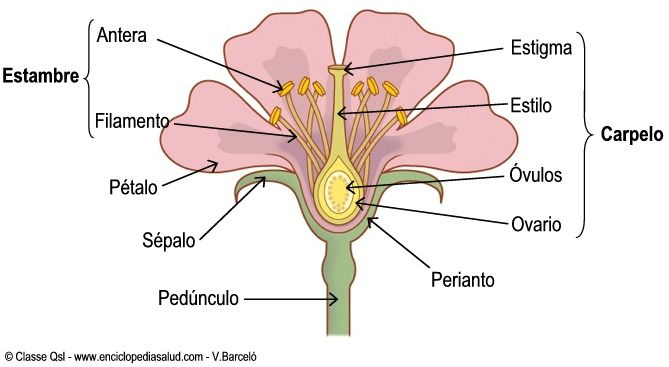 Antera
Estambre
Filamento
Pétalo
Sépalo
Pedúnculo
Estigma
Estilo
Carpelo
Óvulos
Ovario
Perianto
© Classe Qsl - www.enciclopediasalud.com - V.Barceló